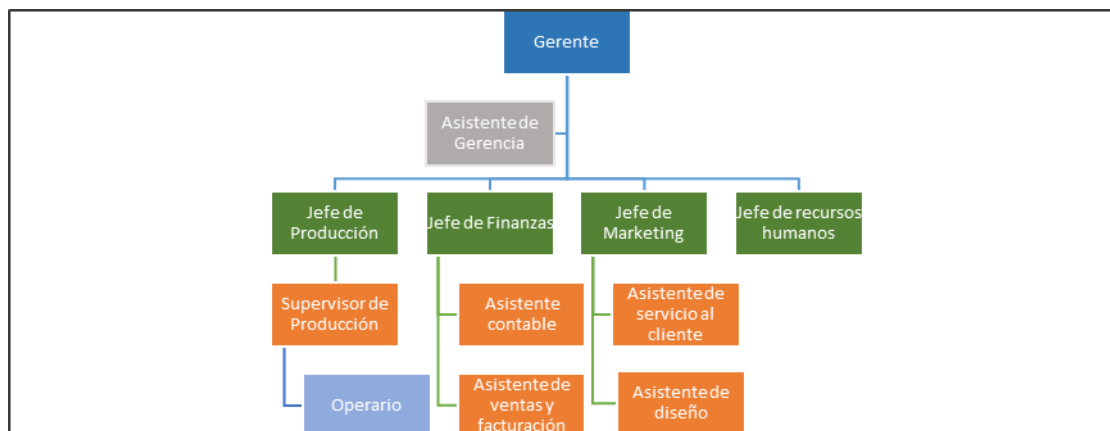 Gerente
Asistente de
Gerencia
Jefe de
Producción
Jefe de Finanzas
Jefe de
Marketing
Jefe de recursos
humanos
Supervisor de
Producción
Asistente
contable
Asistente de
servicio al
cliente
Operario
Asistente de
ventas y
facturación
Asistente de
diseño